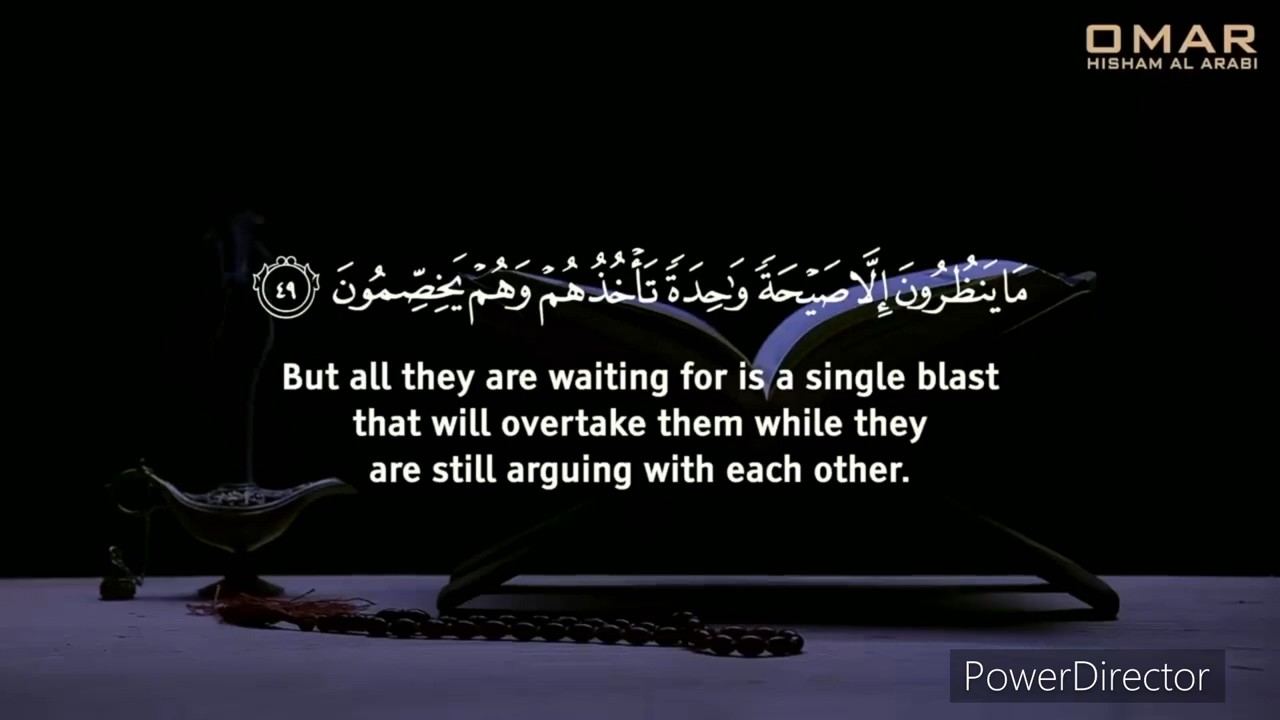 OMAR
HISHAM AL ARABI
مَا يَنظُرُونَ إِلَّا صَيْحَةً وَٰحِدَةً تَأْخُذُهُمْ وَهُمْ يَخِصِّمُونَ ٤٩
But all they are waiting for is a single blast
that will overtake them while they
are still arguing with each other.
PowerDirector